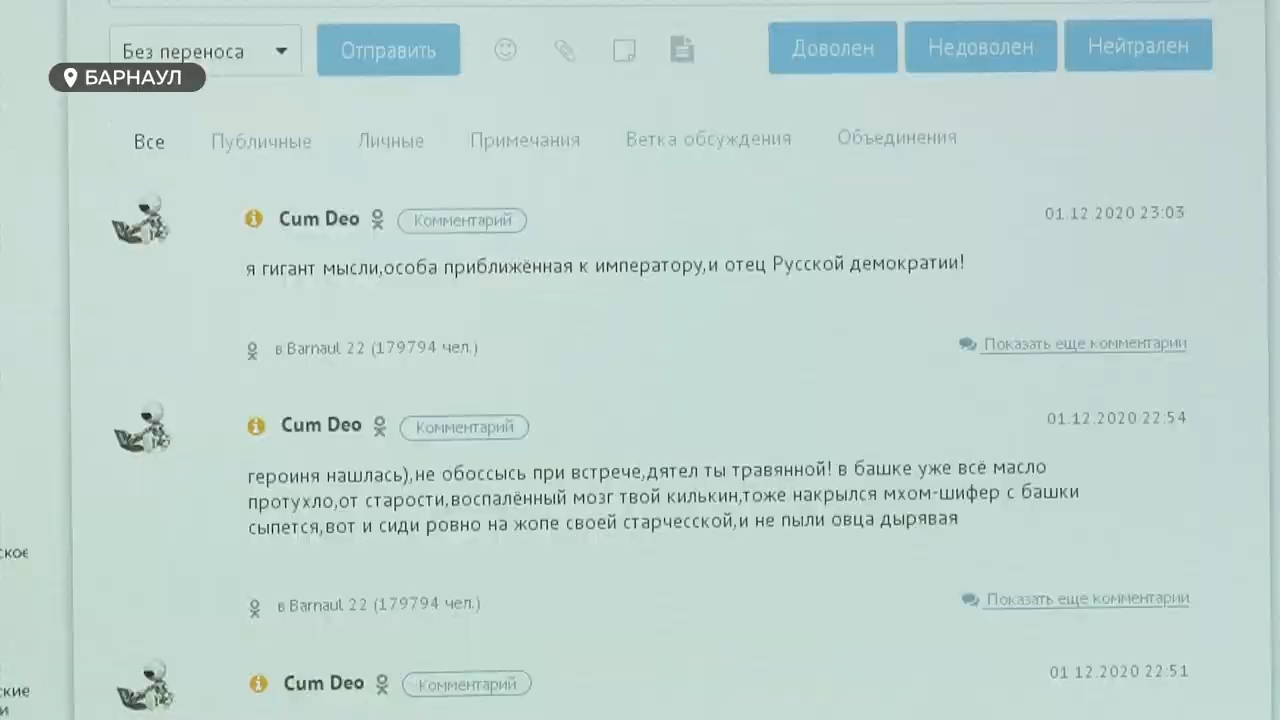 Без переноса
Отправить
Доволен
Недоволен
Нейтрален
БАРНАУЛ
Все
Публичные
Личные
Примечания
Ветка обсуждения
Объединения
Cum Deo
Комментарий
01.12 2020 23:03
я гигант мысли,особа приближённая к императору,и отец Русской демократии!
в Barnaul 22 (179794 чел.)
Показать еще комментарии
Cum Deo
Комментарий
01.12.2020 22:54
героиня нашлась),не обоссысь при встрече,дятел ты травянной! в башке уже всё масло
протухло,от старости,воспалённый мозг твой килькин,тоже накрылся мхом-шифер с башки
сыпется,вот и сиди ровно на жопе своей старчесской,и не пыли овца дырявая
в Barnaul 22 (179794 чел.)
Показать еще комментарии
ское
Cum Deo
Комментарий
01 12.2020 22:51
ские
и